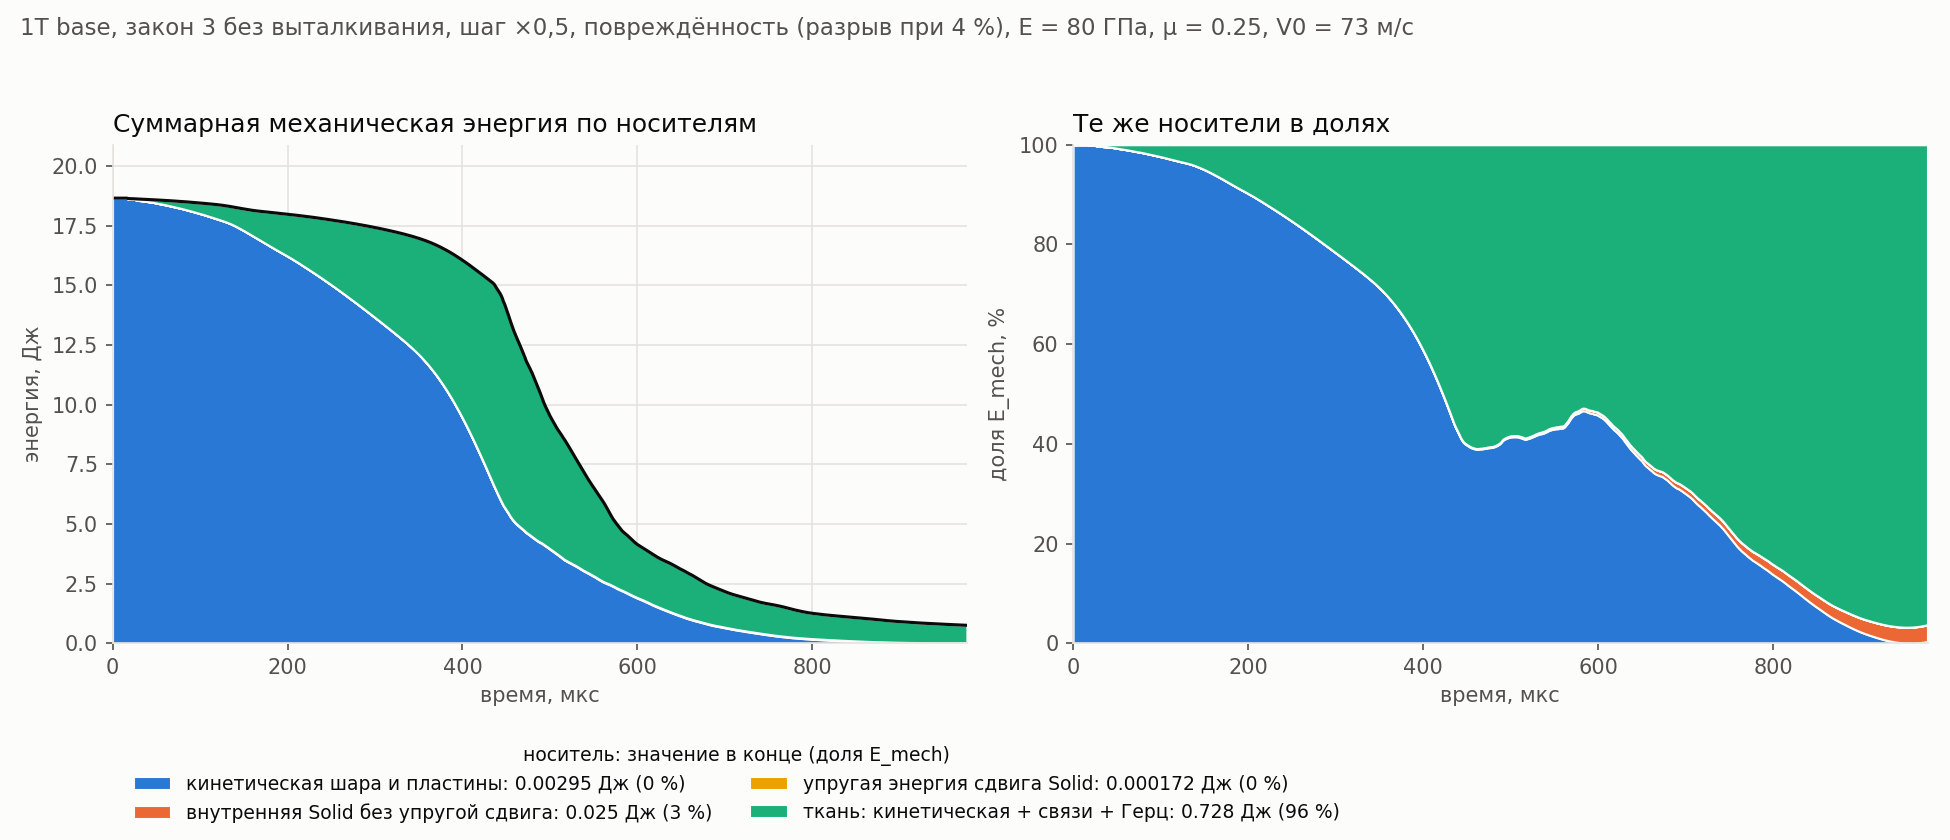 1T base, закон 3 без выталкивания, шаг ×0,5, повреждённость (разрыв при 4 %), E = 80 ГПа, μ = 0.25, V0 = 73 м/с
Суммарная механическая энергия по носителям
20.0
17.5
15.0
12.5
10.0
7.5
5.0
2.5
0.0
энергия, Дж
0 200 400 600 800
время, мкс
Те же носители в долях
100
80
60
40
20
0
доля E_mech, %
0 200 400 600 800
время, мкс
носитель: значение в конце (доля E_mech)
кинетическая шара и пластины: 0.00295 Дж (0 %)
упругая энергия сдвига Solid: 0.000172 Дж (0 %)
внутренняя Solid без упругой сдвига: 0.025 Дж (3 %)
ткань: кинетическая + связи + Герц: 0.728 Дж (96 %)